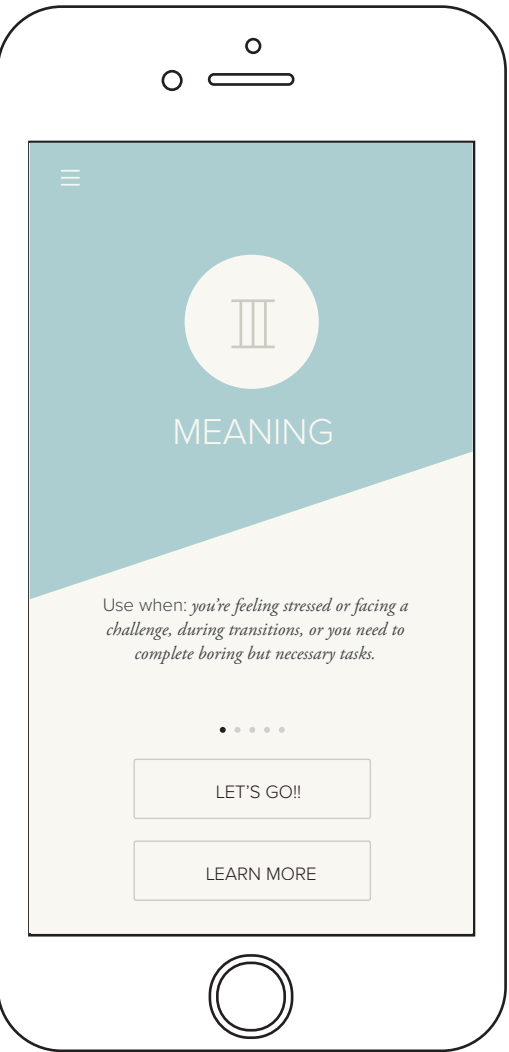 III
MEANING
Use when: you’re feeling stressed or facing a
challenge, during transitions, or you need to
complete boring but necessary tasks.
LET’S GO!!
LEARN MORE